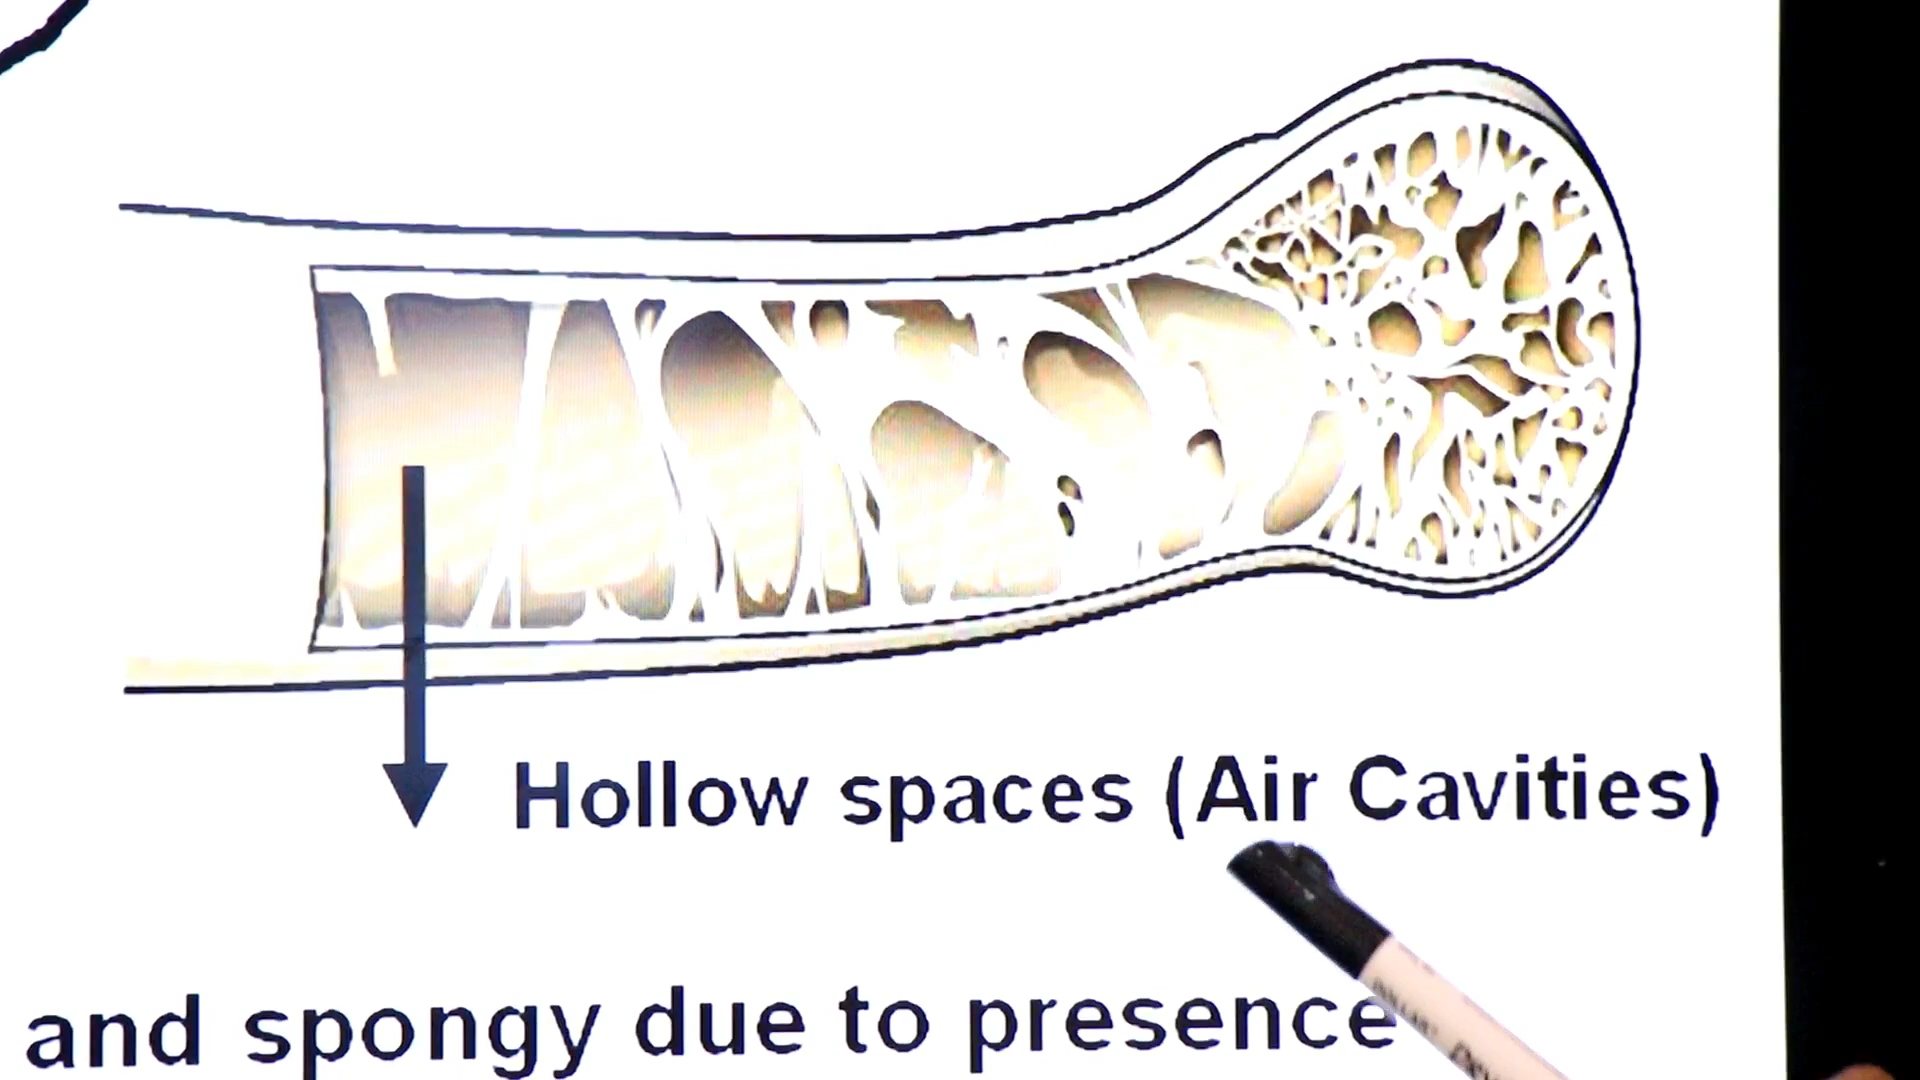 Hollow spaces (Air Cavities)
and spongy due to presence